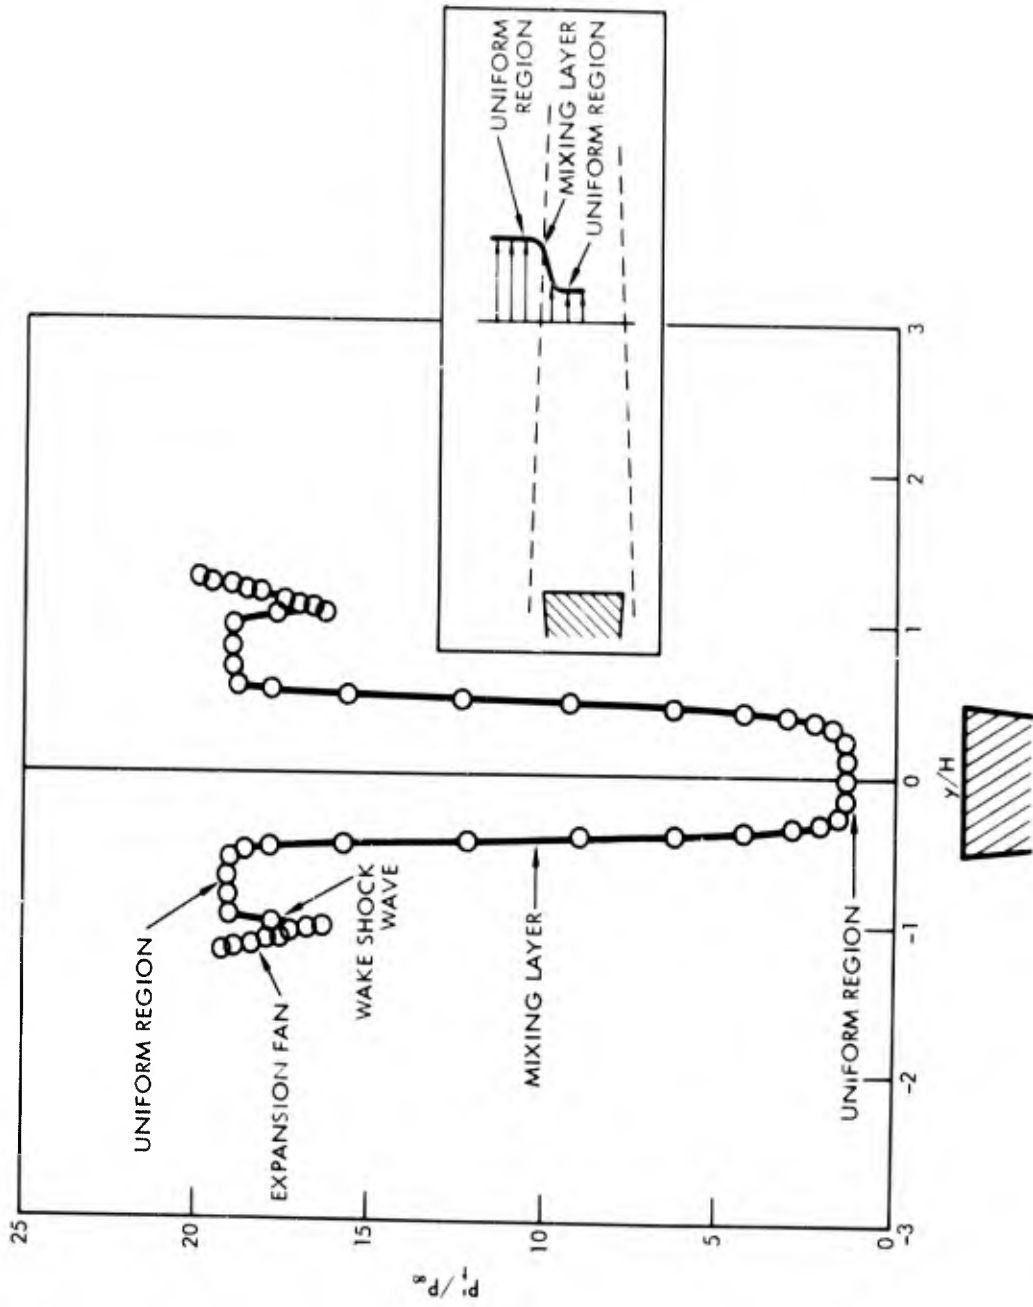 25
20
15
10
5
0
P't/P∞
-3
-2
-1
0
1
2
3
y/H
UNIFORM REGION
EXPANSION FAN
WAKE SHOCK
WAVE
MIXING LAYER
UNIFORM REGION
UNIFORM
REGION
MIXING LAYER
UNIFORM REGION